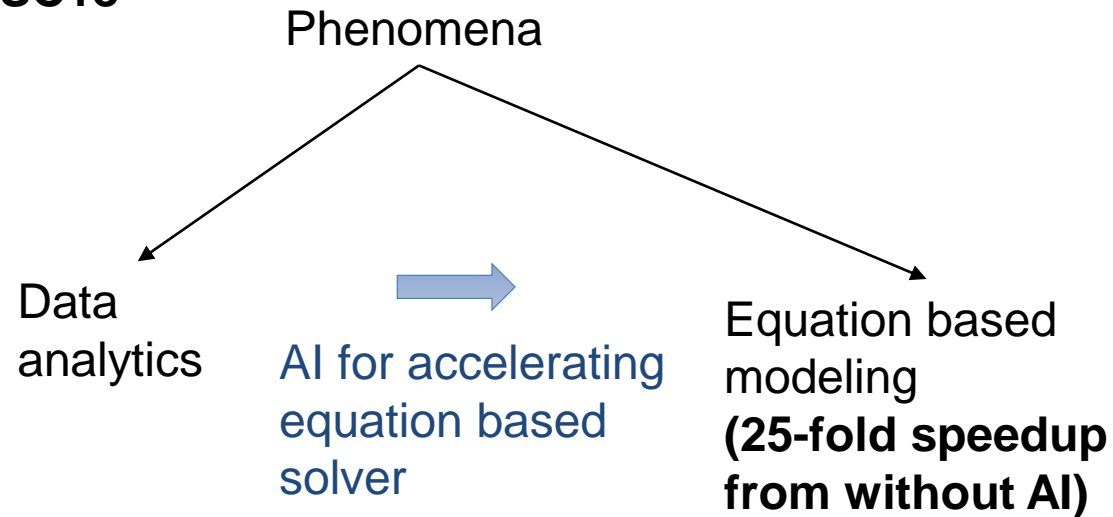 Phenomena
Data
analytics
AI for accelerating
equation based
solver
Equation based
modeling
(25-fold speedup
from without AI)